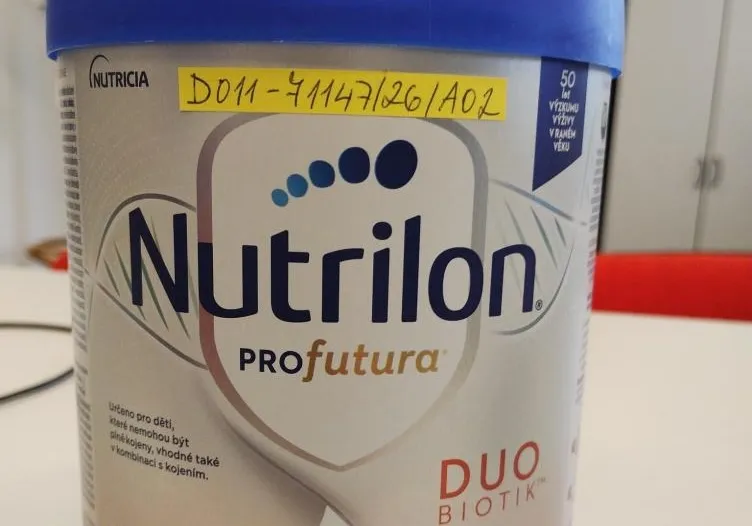 NUTRICIA
D011-71147/26/A02
50
let
VÝZKUMU
VÝŽIVY
V RANÉM
VĚKU
Nutrilon®
PROfutura
Určeno pro děti,
které nemohou být
plně kojeny, vhodné také
v kombinaci s kojením.
DUO
BIOTIK™